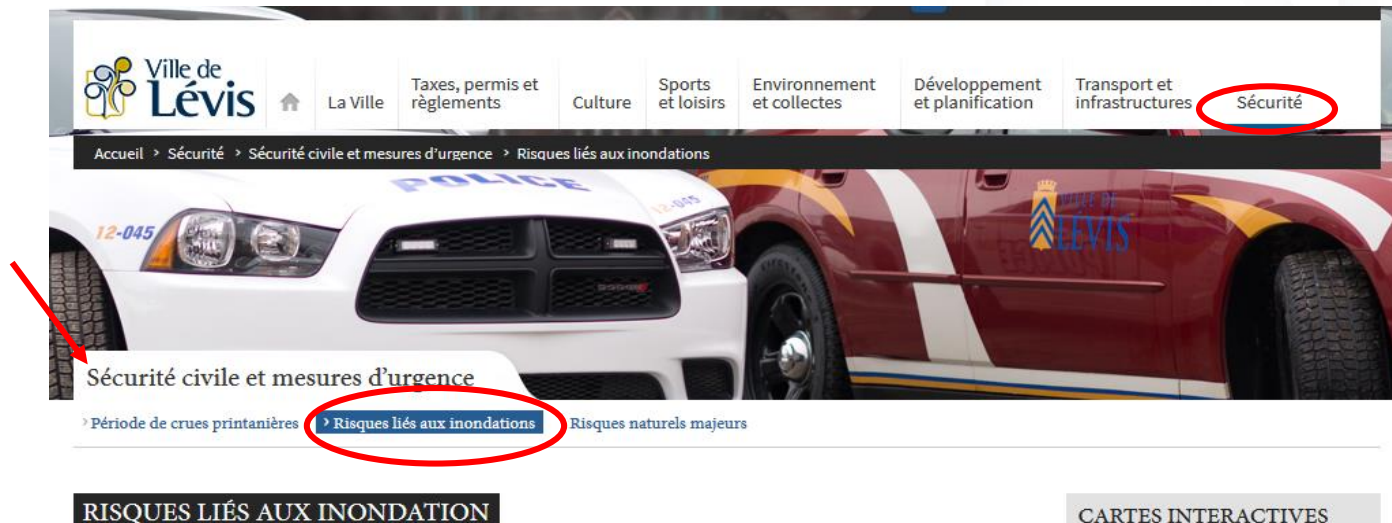 Ville de
Lévis
La Ville
Taxes, permis et
règlements
Culture
Sports
et loisirs
Environnement
et collectes
Développement
et planification
Transport et
infrastructures
Sécurité
Accueil > Sécurité > Sécurité civile et mesures d'urgence > Risques liés aux inondations
POLICE
12-045
12-045
VILLE DE
LÉVIS
Sécurité civile et mesures d'urgence
> Période de crues printanières > Risques liés aux inondations Risques naturels majeurs
RISQUES LIÉS AUX INONDATION
CARTES INTERACTIVES